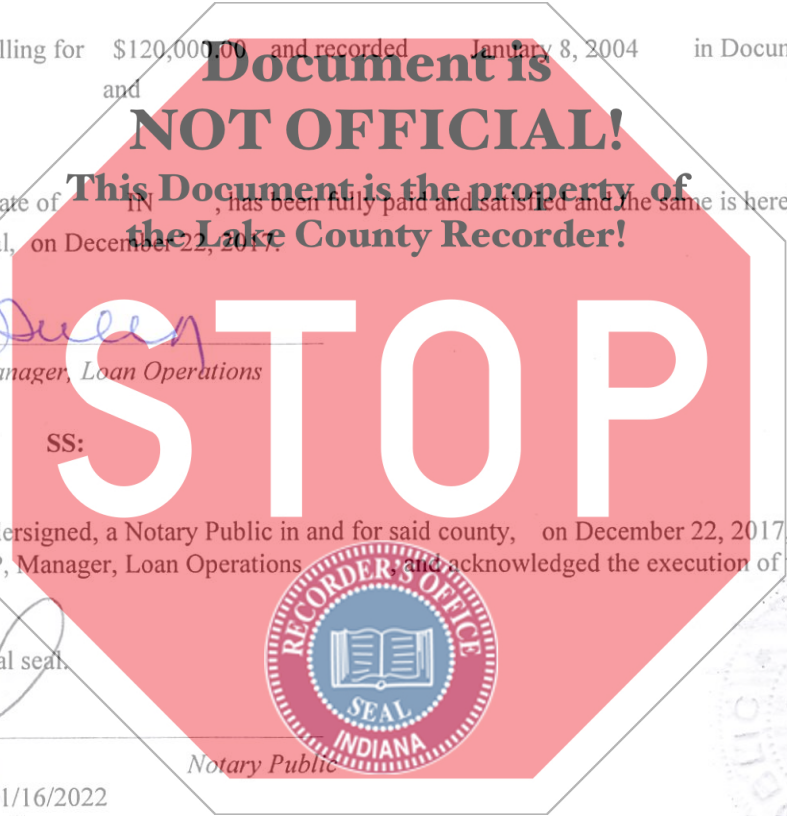 lling for $120,000.00 and recorded January 8, 2004 in Docum
and
Document is
NOT OFFICIAL!
This Document is the property of
the Lake County Recorder!
ate of IN , has been fully paid and satisfied and the same is here
l, on December 22, 2017.
anager, Loan Operations
STOP
SS:
ersigned, a Notary Public in and for said county, on December 22, 2017,
, Manager, Loan Operations , and acknowledged the execution of
RECORDER'S OFFICE
SEAL
INDIANA
al seal.
Notary Public
1/16/2022